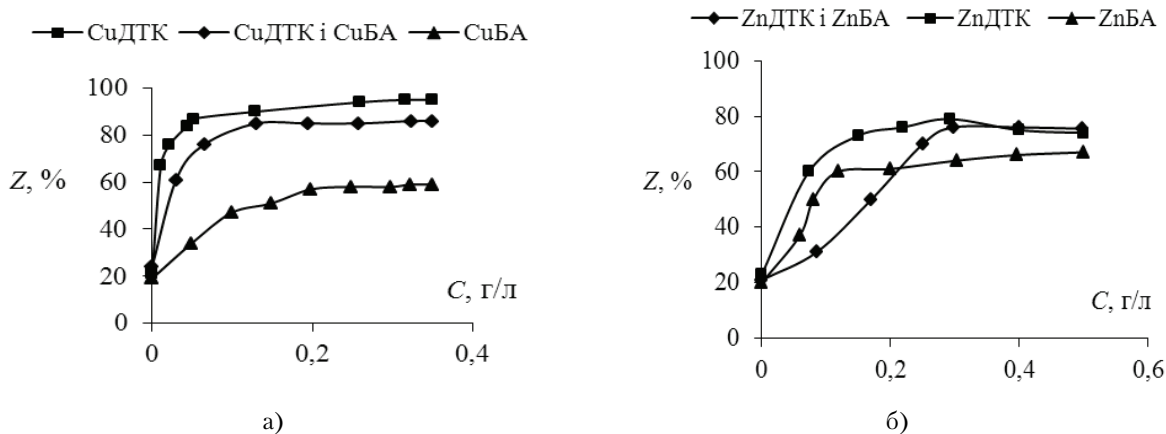 CuДТК CuДТК і CuБА CuБА
100
80
60
40
20
0
Z, %
C, г/л
0 0,2 0,4
а)
ZnДТК і ZnБА ZnДТК ZnБА
100
80
60
40
20
0
Z, %
C, г/л
0 0,2 0,4 0,6
б)